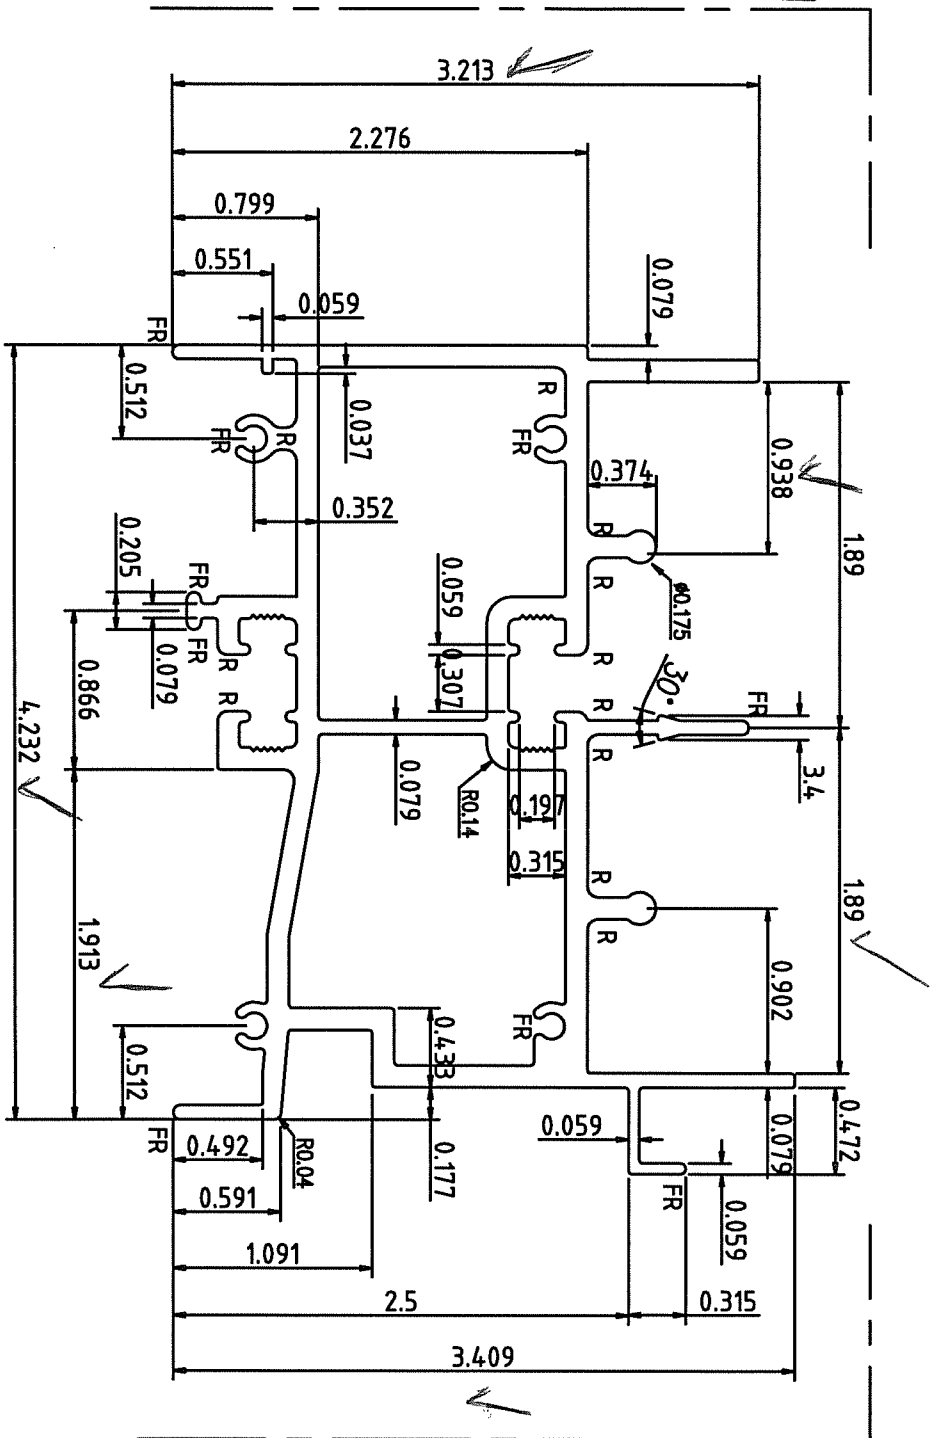 3.213
2.276
0.799
0.551
0.059
0.079
FR
0.512
0.037
R
FR
R
FR
0.352
0.374
0.938
1.89
R
R
ø0.175
0.059
0.307
0.205
FR
FR
0.079
R
R
0.866
4.232
R
R
R
30°
FR
3.4
0.079
R0.14
0.197
0.315
R
R
1.89
0.902
1.913
FR
0.433
0.512
FR
0.492
0.591
R0.04
0.177
0.059
0.079
0.472
FR
0.059
1.091
2.5
0.315
3.409